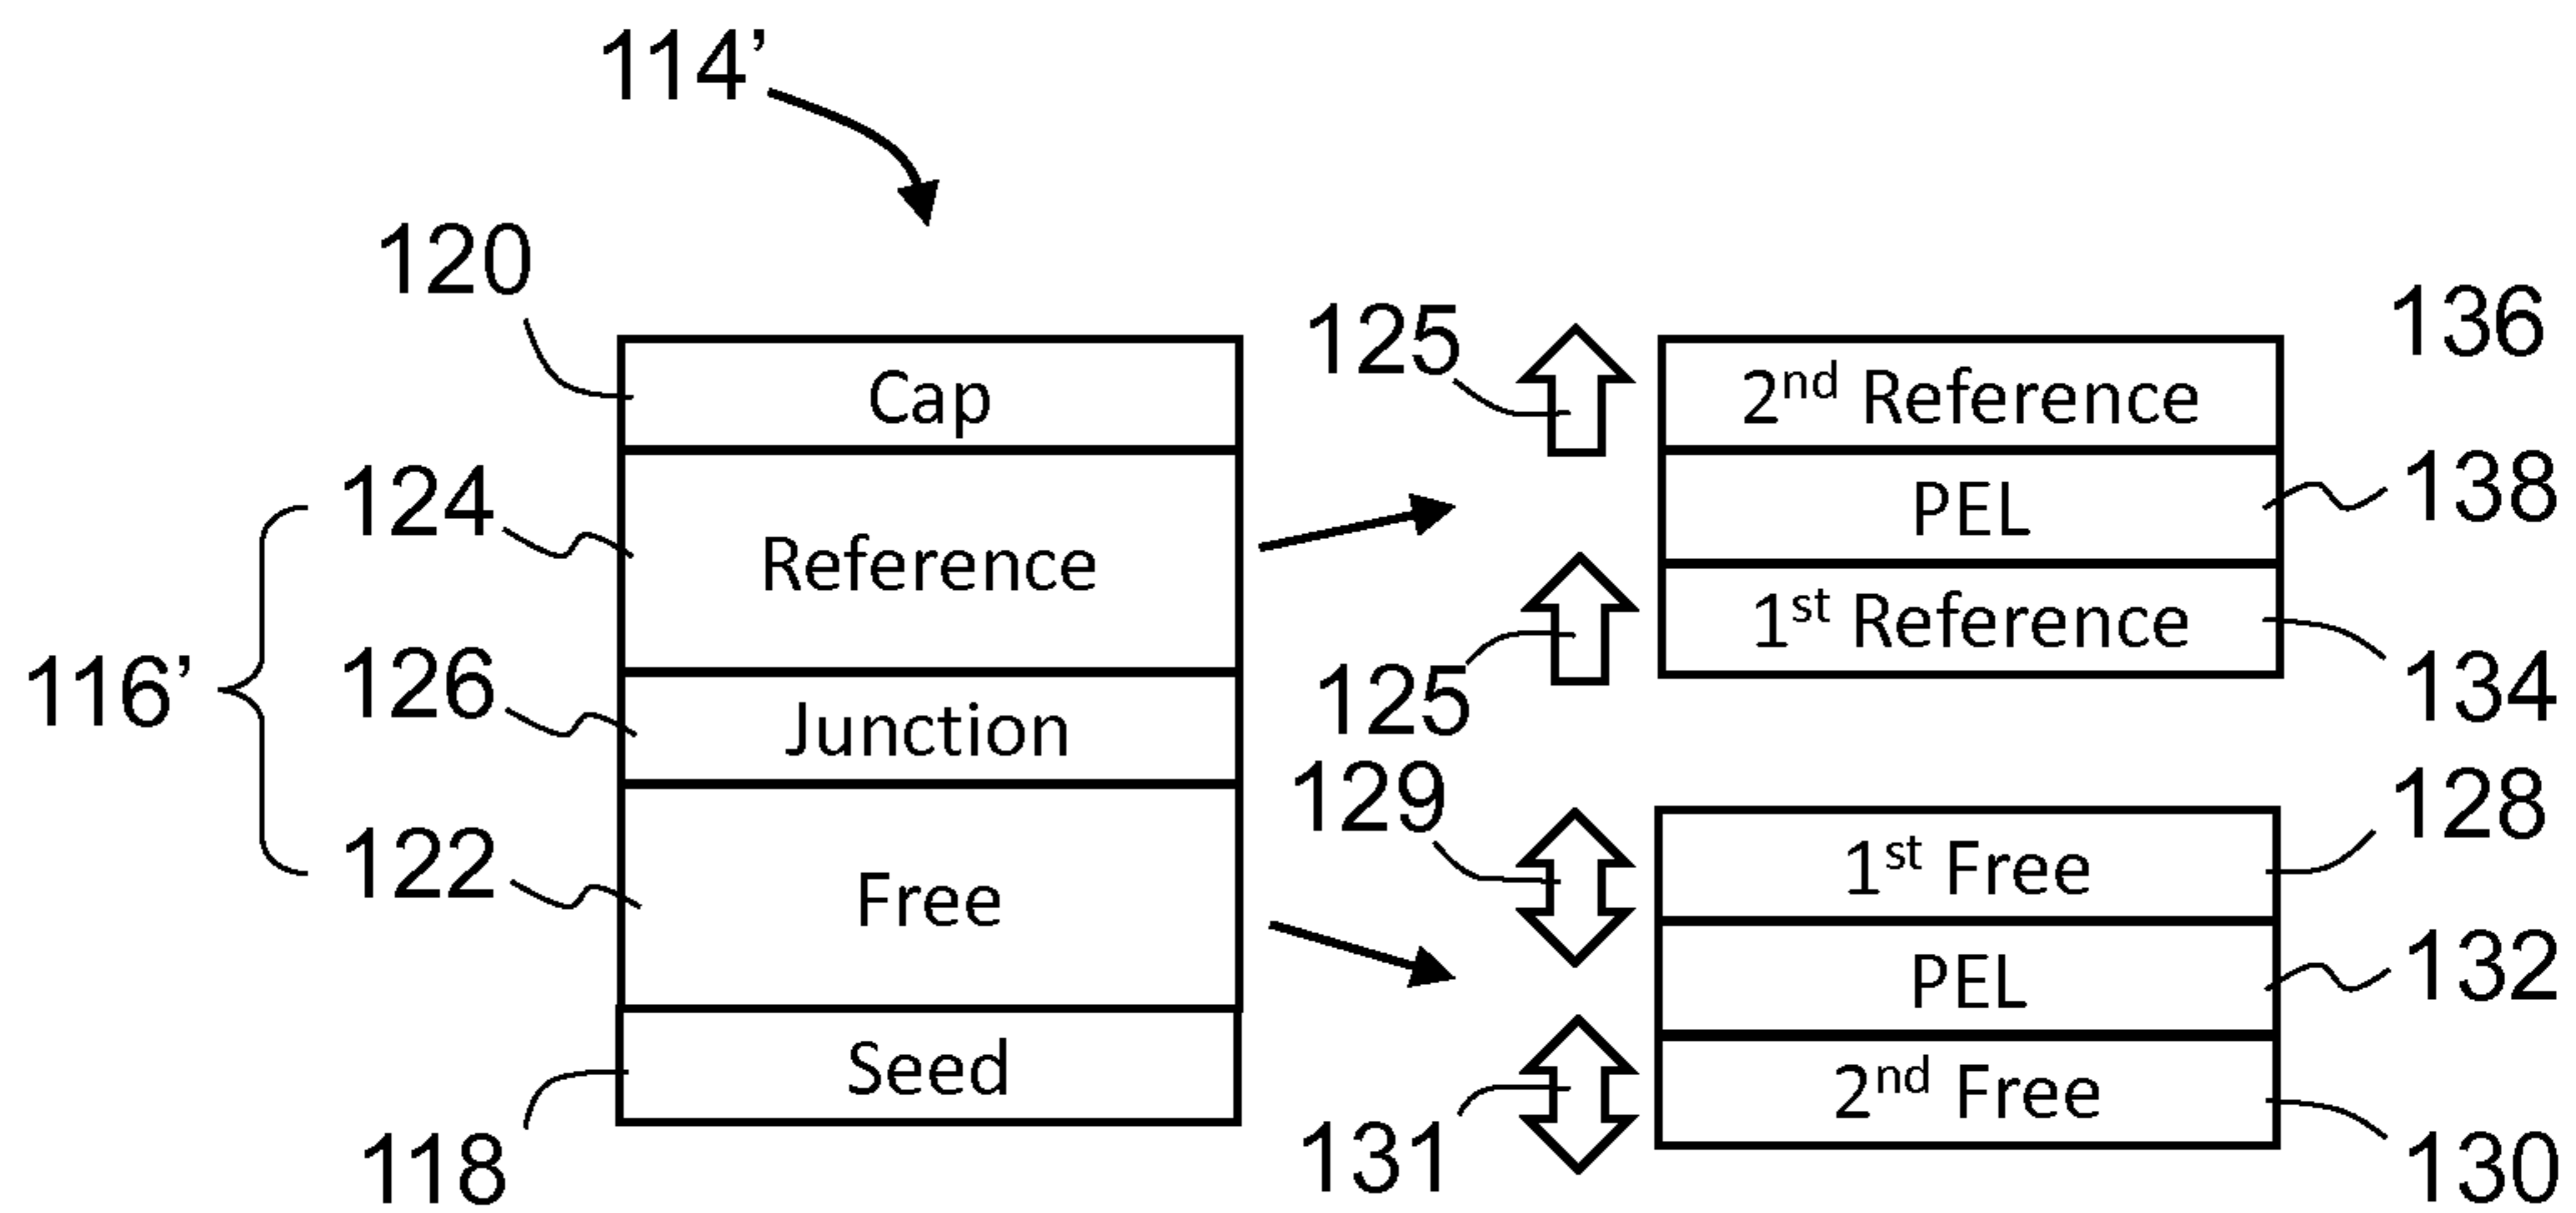 114’
120
Cap
124
Reference
116’
126
Junction
122
Free
118
Seed
125
2nd Reference
136
PEL
138
125
1st Reference
134
129
1st Free
128
PEL
132
131
2nd Free
130